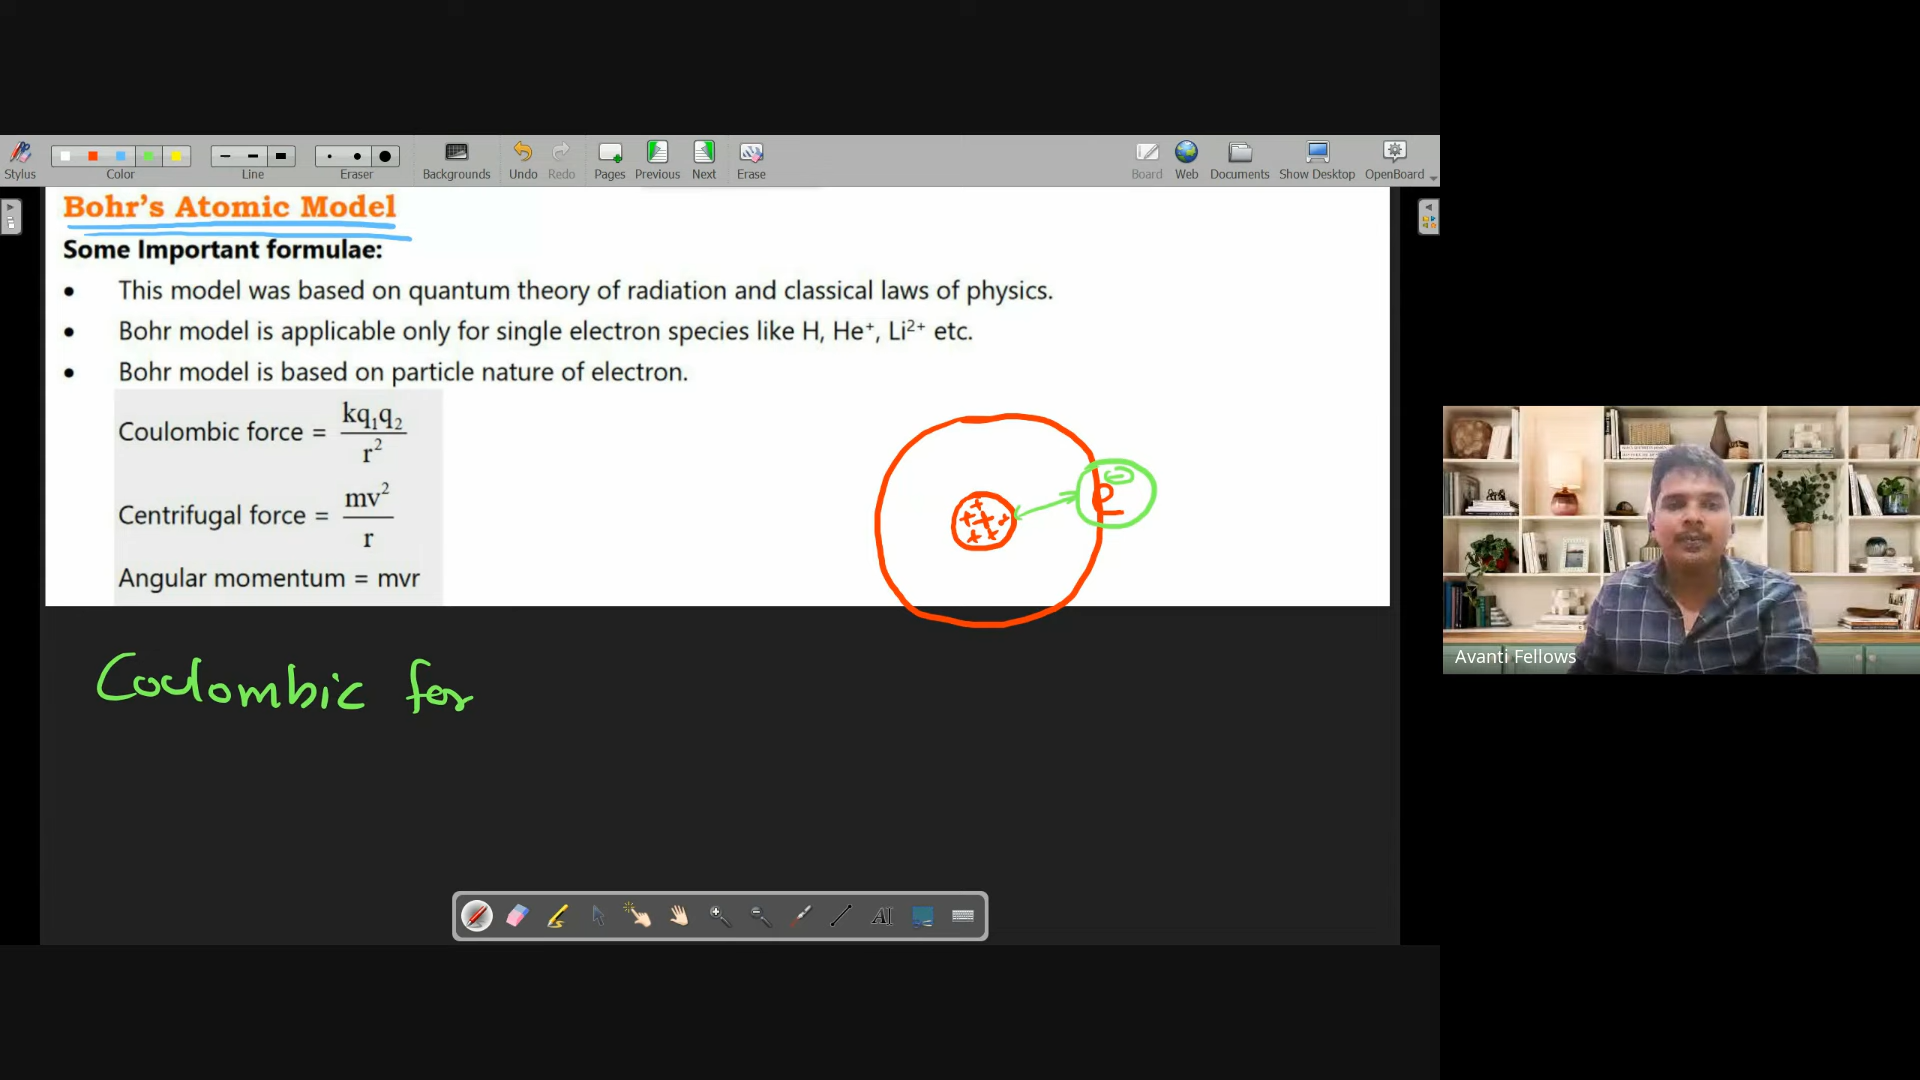 Stylus Color Line Eraser Backgrounds Undo Redo Pages Previous Next Erase Board Web Documents Show Desktop OpenBoard
Bohr’s Atomic Model
Some Important formulae:
• This model was based on quantum theory of radiation and classical laws of physics.
• Bohr model is applicable only for single electron species like H, He⁺, Li²⁺ etc.
• Bohr model is based on particle nature of electron.
Coulombic force = kq₁q₂ / r²
Centrifugal force = mv² / r
Angular momentum = mvr
e⊖
Coulombic for
Avanti Fellows